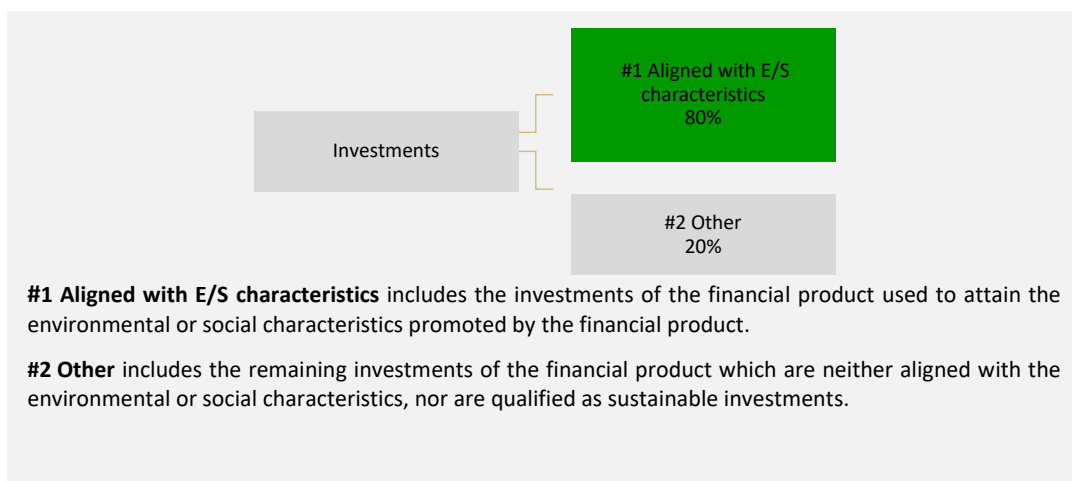 #1 Aligned with E/S
characteristics
80%
Investments
#2 Other
20%
#1 Aligned with E/S characteristics includes the investments of the financial product used to attain the
environmental or social characteristics promoted by the financial product.
#2 Other includes the remaining investments of the financial product which are neither aligned with the
environmental or social characteristics, nor are qualified as sustainable investments.